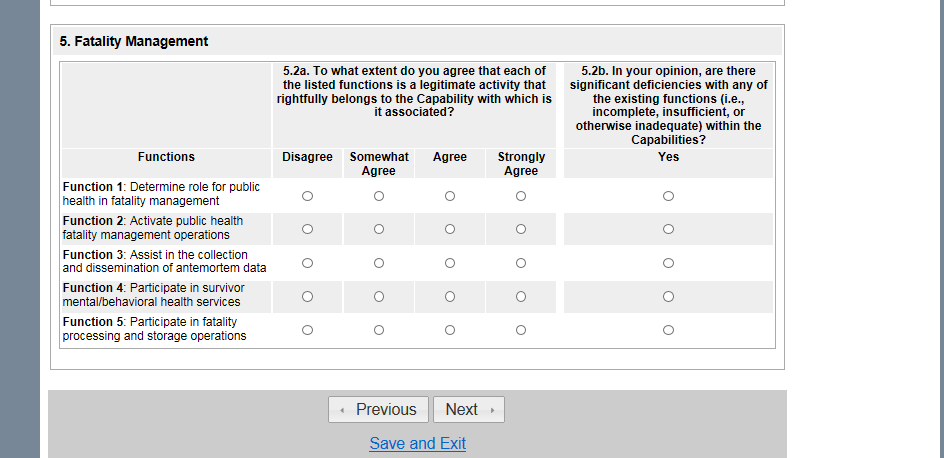 5. Fatality Management
5.2a. To what extent do you agree that each of
the listed functions is a legitimate activity that
rightfully belongs to the Capability with which is
it associated?
5.2b. In your opinion, are there
significant deficiencies with any of
the existing functions (i.e.,
incomplete, insufficient, or
otherwise inadequate) within the
Capabilities?
Functions
Disagree
Somewhat
Agree
Agree
Strongly
Agree
Yes
Function 1: Determine role for public
health in fatality management
Function 2: Activate public health
fatality management operations
Function 3: Assist in the collection
and dissemination of antemortem data
Function 4: Participate in survivor
mental/behavioral health services
Function 5: Participate in fatality
processing and storage operations
Previous
Next
Save and Exit